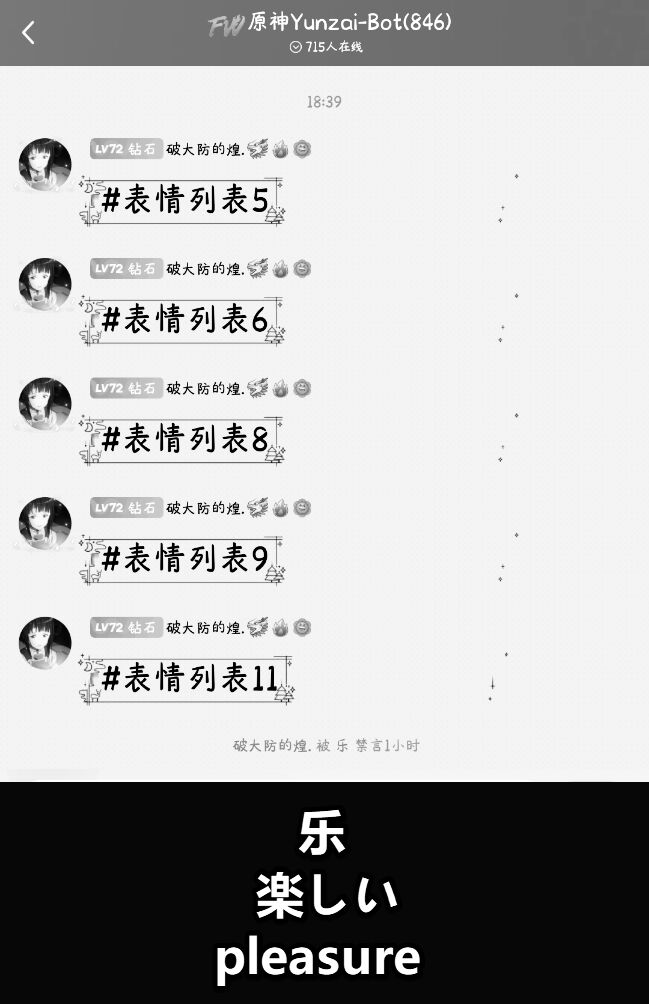 FW原神Yunzai-Bot(846)
715人在线
18:39
LV72 钻石 破大防的煌.
#表情列表5
LV72 钻石 破大防的煌.
#表情列表6
LV72 钻石 破大防的煌.
#表情列表8
LV72 钻石 破大防的煌.
#表情列表9
LV72 钻石 破大防的煌.
#表情列表11
破大防的煌. 被 乐 禁言1小时
乐
楽しい
pleasure